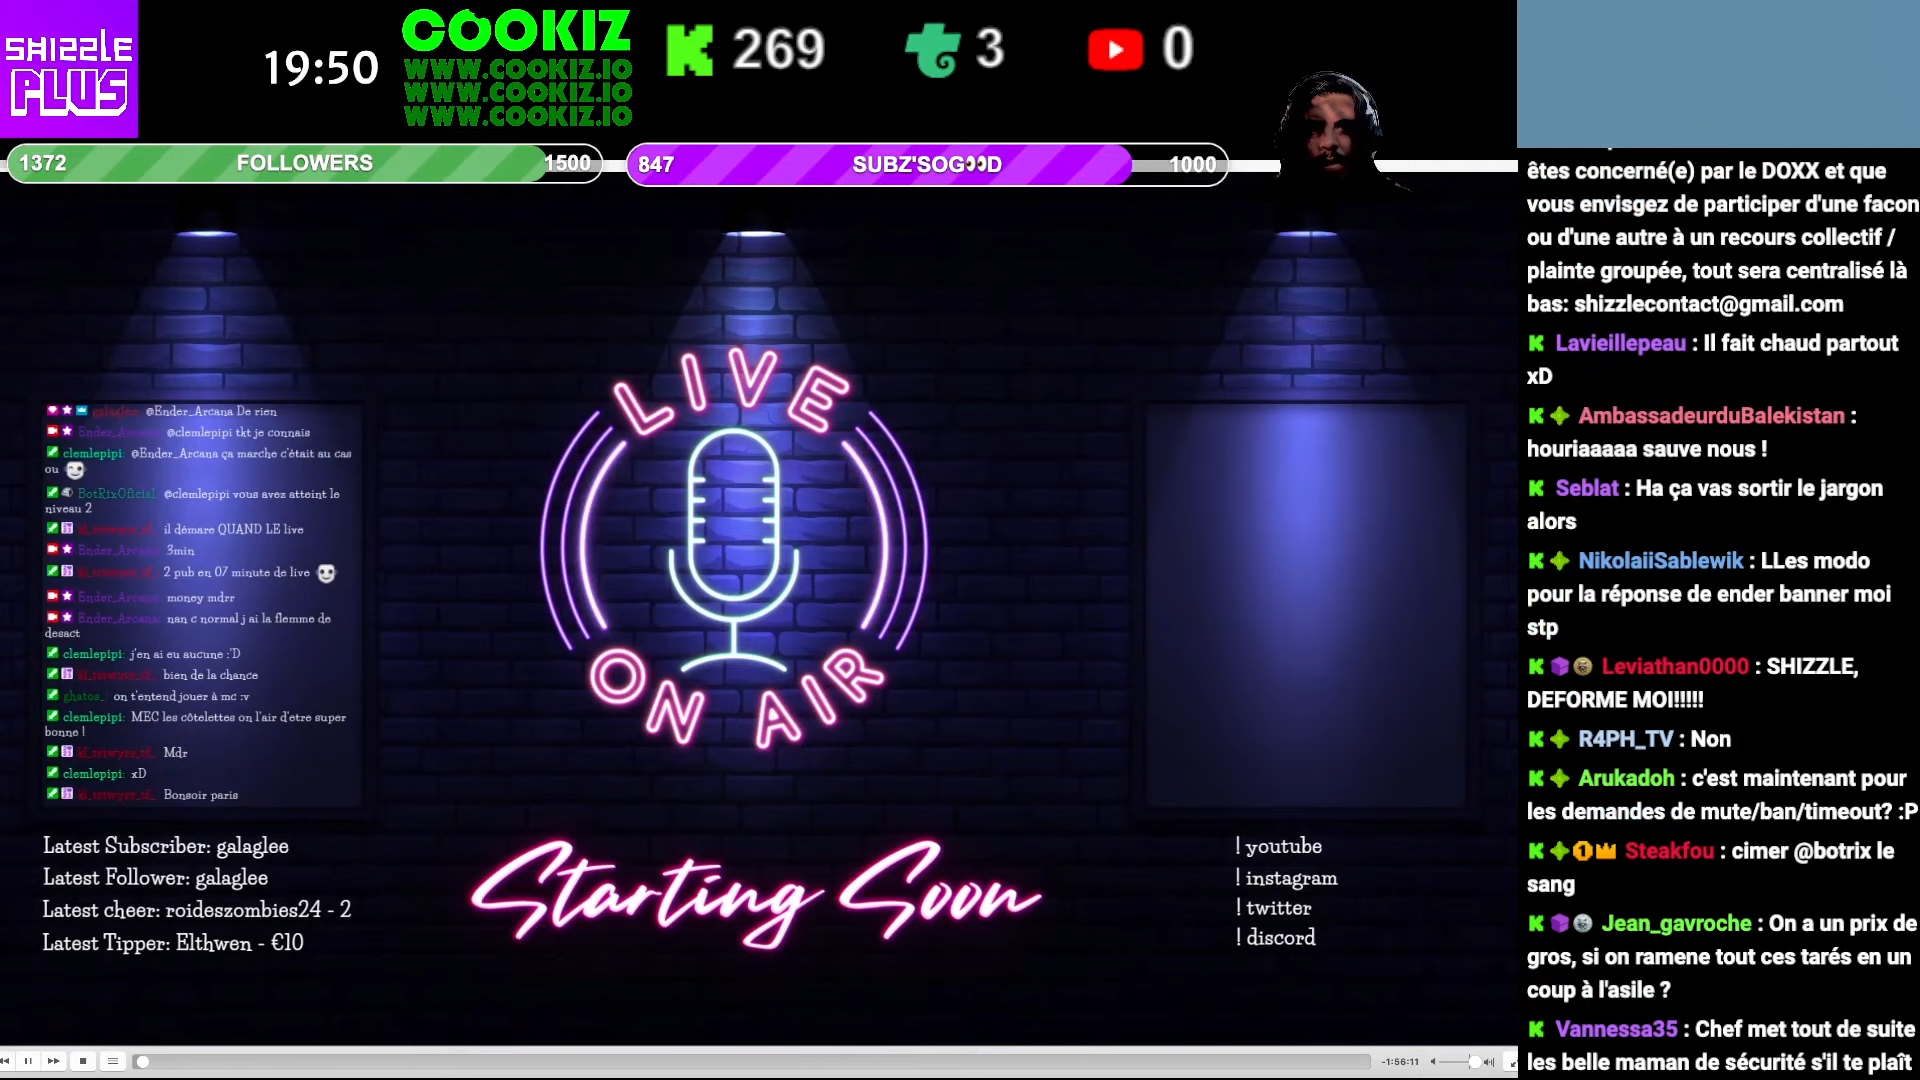 SHIZZLE
PLUS
19:50
COOKIZ
WWW.COOKIZ.IO
WWW.COOKIZ.IO
WWW.COOKIZ.IO
269
3
0
1372 FOLLOWERS 1500
847 SUBZ'SOG👀D 1000
LIVE
ON AIR
Starting Soon
galaglee: @Ender_Arcana De rien
Ender_Arcana: @clemlepipi tkt je connais
clemlepipi: @Ender_Arcana ça marche c'était au cas
ou
BotRixOficial: @clemlepipi vous avez atteint le
niveau 2
il démare QUAND LE live
Ender_Arcana: 3min
2 pub en 07 minute de live
Ender_Arcana: money mdrr
Ender_Arcana: nan c normal j ai la flemme de
desact
clemlepipi: j'en ai eu aucune :'D
bien de la chance
ghatos_: on t'entend jouer à mc :v
clemlepipi: MEC les côtelettes on l'air d'etre super
bonne !
Mdr
clemlepipi: xD
Bonsoir paris
Latest Subscriber: galaglee
Latest Follower: galaglee
Latest cheer: roideszombies24 - 2
Latest Tipper: Elthwen - €10
! youtube
! instagram
! twitter
! discord
-1:56:11
êtes concerné(e) par le DOXX et que
vous envisgez de participer d'une facon
ou d'une autre à un recours collectif /
plainte groupée, tout sera centralisé là
bas: shizzlecontact@gmail.com
Lavieillepeau : Il fait chaud partout
xD
AmbassadeurduBalekistan :
houriaaaaa sauve nous !
Seblat : Ha ça vas sortir le jargon
alors
NikolaiiSablewik : LLes modo
pour la réponse de ender banner moi
stp
Leviathan0000 : SHIZZLE,
DEFORME MOI!!!!!
R4PH_TV : Non
Arukadoh : c'est maintenant pour
les demandes de mute/ban/timeout? :P
Steakfou : cimer @botrix le
sang
Jean_gavroche : On a un prix de
gros, si on ramene tout ces tarés en un
coup à l'asile ?
Vannessa35 : Chef met tout de suite
les belle maman de sécurité s'il te plaît